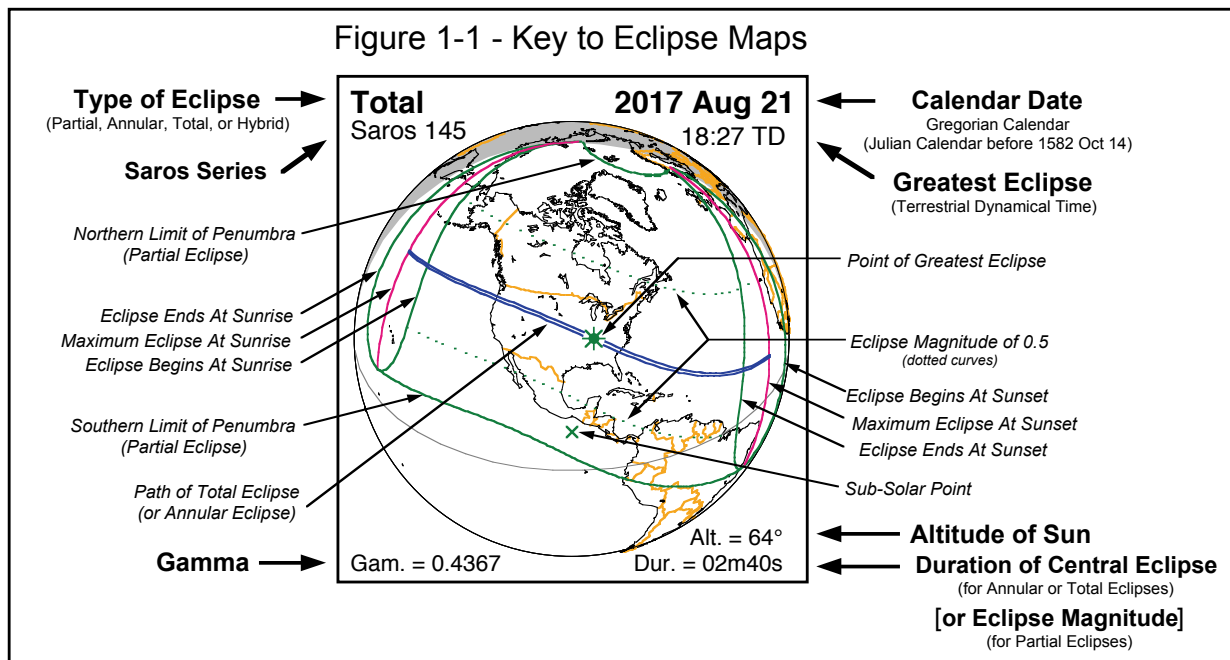 Figure 1-1 - Key to Eclipse Maps
Type of Eclipse
(Partial, Annular, Total, or Hybrid)
Saros Series
Total
Saros 145
2017 Aug 21
18:27 TD
Calendar Date
Gregorian Calendar
(Julian Calendar before 1582 Oct 14)
Greatest Eclipse
(Terrestrial Dynamical Time)
Northern Limit of Penumbra
(Partial Eclipse)
Eclipse Ends At Sunrise
Maximum Eclipse At Sunrise
Eclipse Begins At Sunrise
Southern Limit of Penumbra
(Partial Eclipse)
Path of Total Eclipse
(or Annular Eclipse)
Gamma
Point of Greatest Eclipse
Eclipse Magnitude of 0.5
(dotted curves)
Eclipse Begins At Sunset
Maximum Eclipse At Sunset
Eclipse Ends At Sunset
Sub-Solar Point
Alt. = 64°
Gam. = 0.4367
Dur. = 02m40s
Altitude of Sun
Duration of Central Eclipse
(for Annular or Total Eclipses)
[or Eclipse Magnitude]
(for Partial Eclipses)